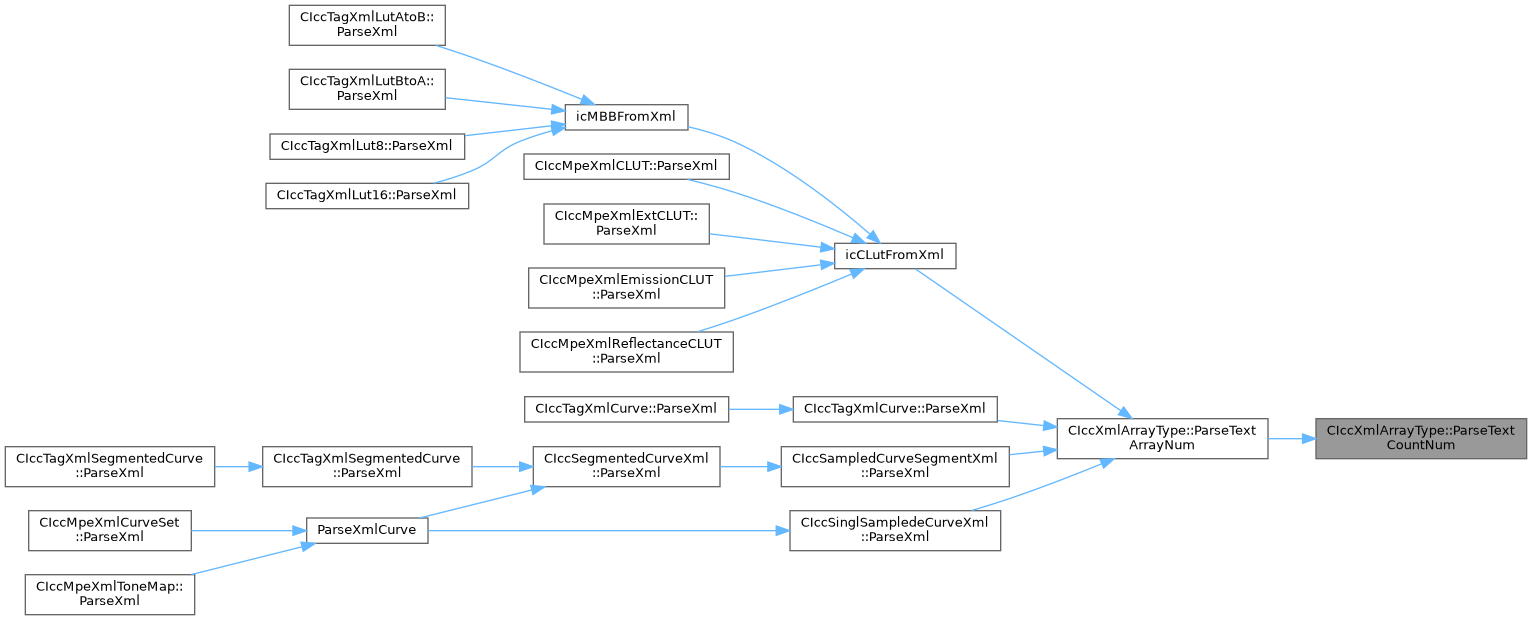 CIccTagXmlLutAtoB::
ParseXml
CIccTagXmlLutBtoA::
ParseXml
icMBBFromXml
CIccTagXmlLut8::ParseXml
CIccMpeXmlCLUT::ParseXml
CIccTagXmlLut16::ParseXml
CIccMpeXmlExtCLUT::
ParseXml
icCLutFromXml
CIccMpeXmlEmissionCLUT
::ParseXml
CIccMpeXmlReflectanceCLUT
::ParseXml
CIccTagXmlCurve::ParseXml
CIccTagXmlCurve::ParseXml
CIccXmlArrayType::ParseText
ArrayNum
CIccXmlArrayType::ParseText
CountNum
CIccTagXmlSegmentedCurve
::ParseXml
CIccTagXmlSegmentedCurve
::ParseXml
CIccSegmentedCurveXml
::ParseXml
CIccSampledCurveSegmentXml
::ParseXml
CIccMpeXmlCurveSet
::ParseXml
ParseXmlCurve
CIccSinglSampledeCurveXml
::ParseXml
CIccMpeXmlToneMap::
ParseXml